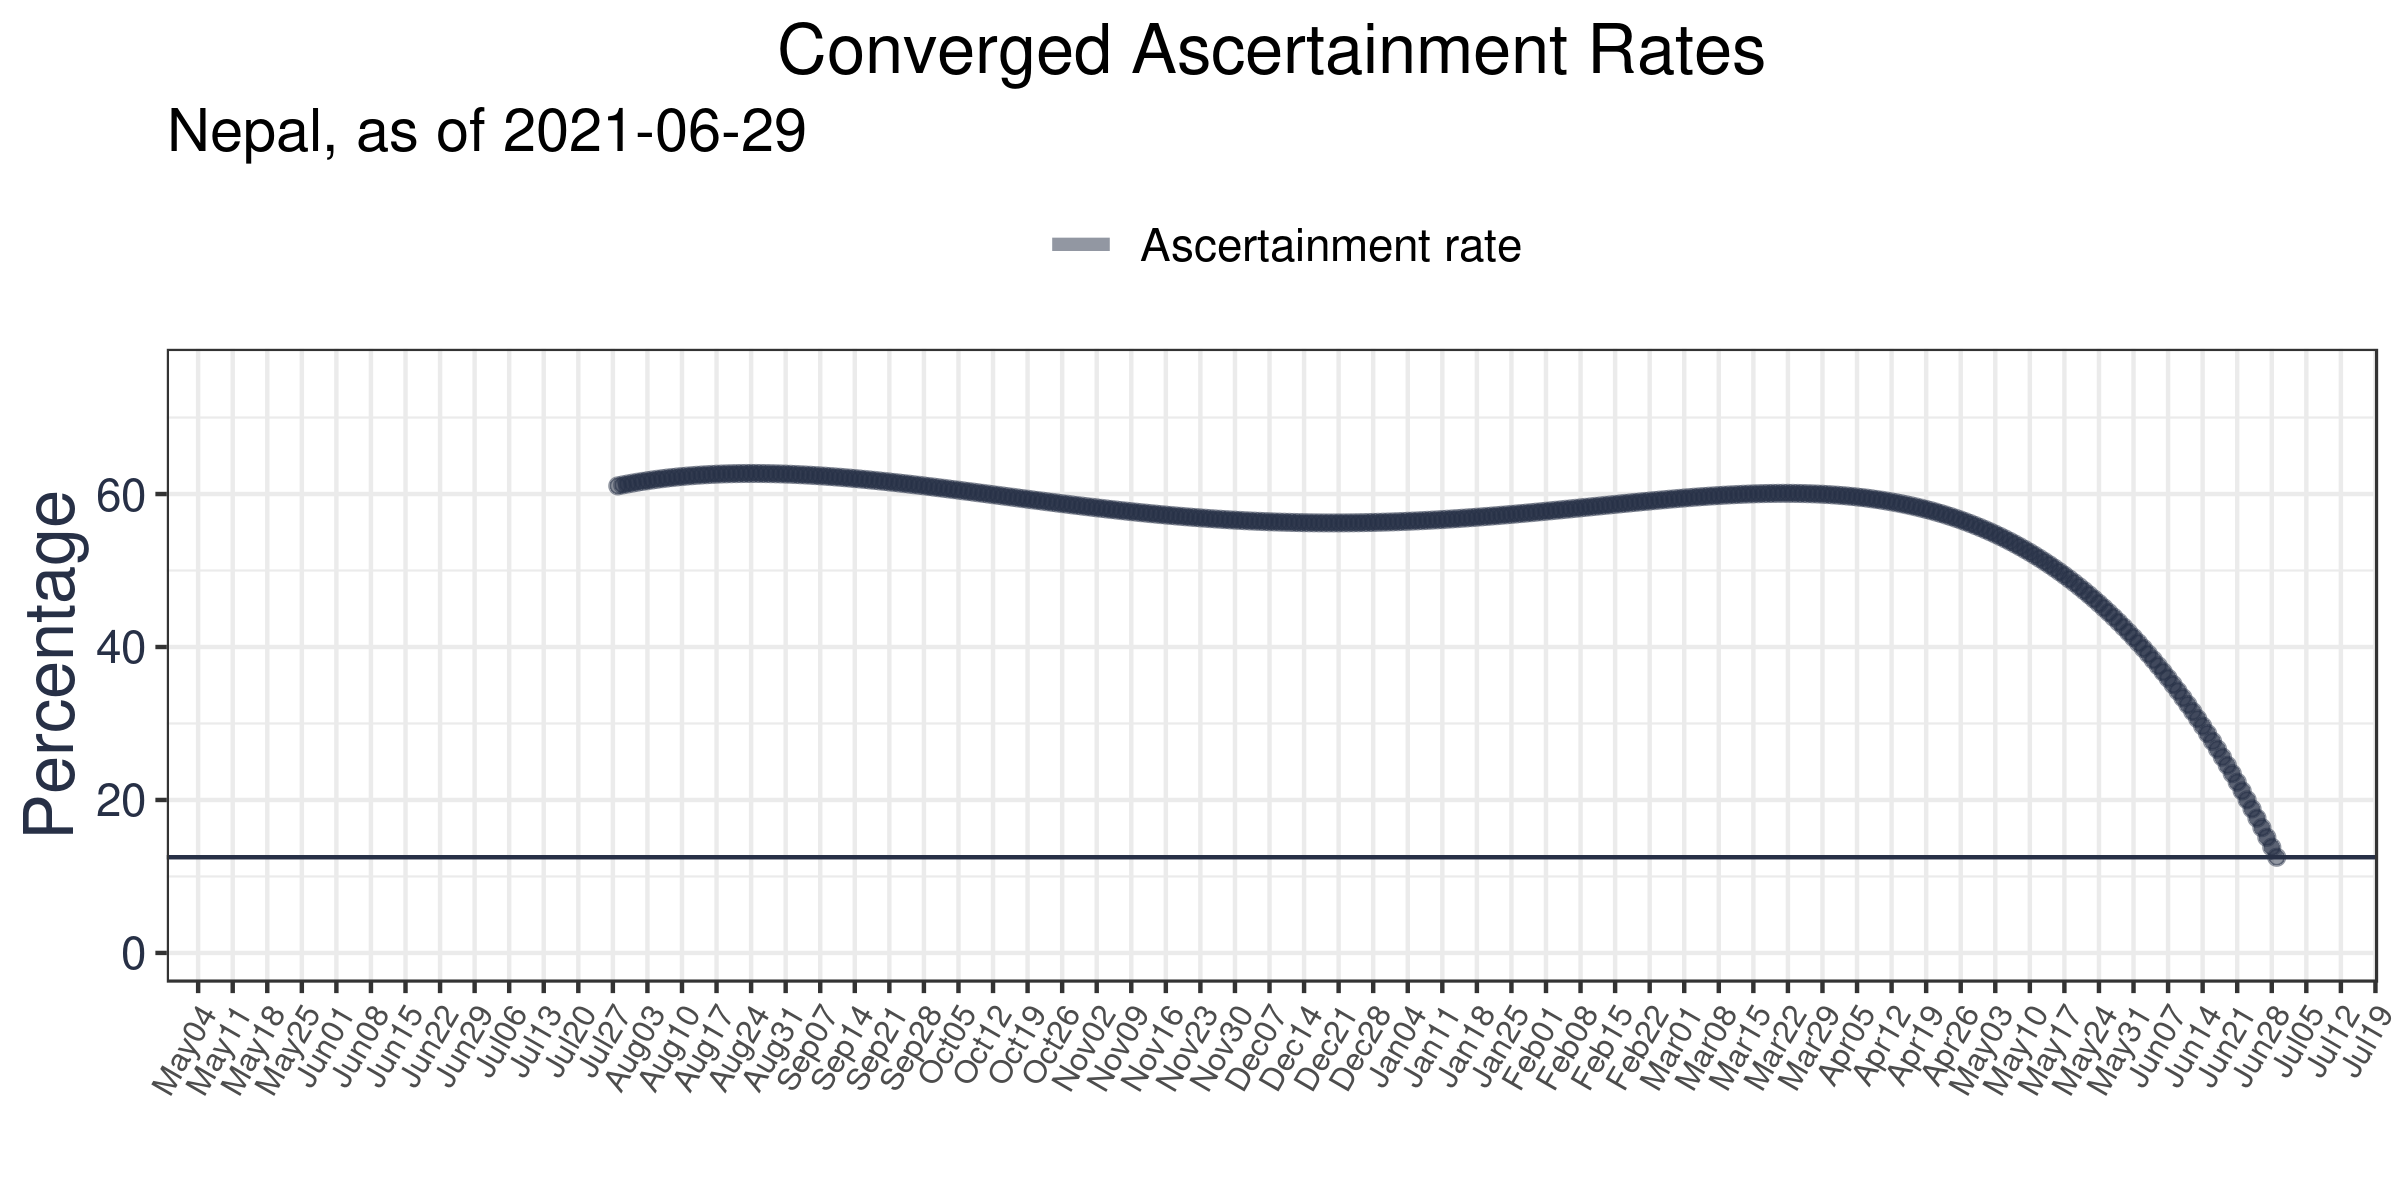 Converged Ascertainment Rates
Nepal, as of 2021-06-29
Ascertainment rate
Percentage
60
40
20
0
May04
May11
May18
May25
Jun01
Jun08
Jun15
Jun22
Jun29
Jul06
Jul13
Jul20
Jul27
Aug03
Aug10
Aug17
Aug24
Aug31
Sep07
Sep14
Sep21
Sep28
Oct05
Oct12
Oct19
Oct26
Nov02
Nov09
Nov16
Nov23
Nov30
Dec07
Dec14
Dec21
Dec28
Jan04
Jan11
Jan18
Jan25
Feb01
Feb08
Feb15
Feb22
Mar01
Mar08
Mar15
Mar22
Mar29
Apr05
Apr12
Apr19
Apr26
May03
May10
May17
May24
May31
Jun07
Jun14
Jun21
Jun28
Jul05
Jul12
Jul19